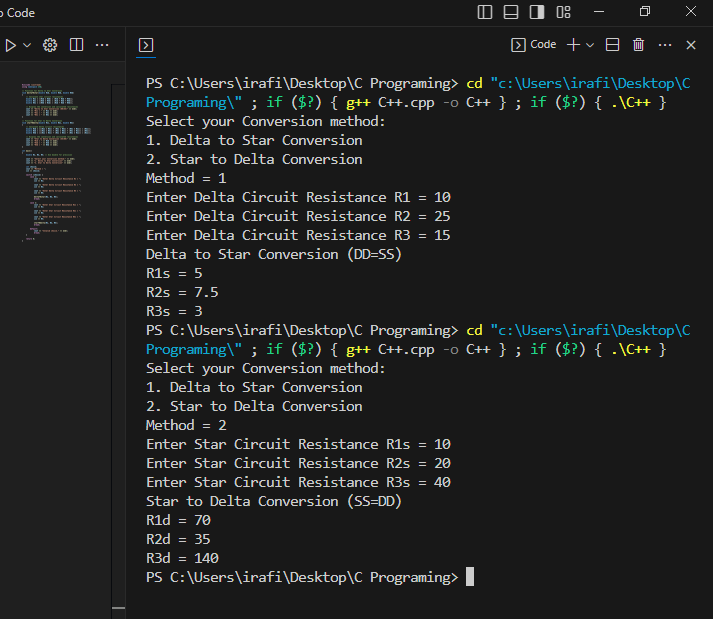 Code
Code
PS C:\Users\irafi\Desktop\C Programing> cd "c:\Users\irafi\Desktop\C
Programing\" ; if ($?) { g++ C++.cpp -o C++ } ; if ($?) { .\C++ }
Select your Conversion method:
1. Delta to Star Conversion
2. Star to Delta Conversion
Method = 1
Enter Delta Circuit Resistance R1 = 10
Enter Delta Circuit Resistance R2 = 25
Enter Delta Circuit Resistance R3 = 15
Delta to Star Conversion (DD=SS)
R1s = 5
R2s = 7.5
R3s = 3
PS C:\Users\irafi\Desktop\C Programing> cd "c:\Users\irafi\Desktop\C
Programing\" ; if ($?) { g++ C++.cpp -o C++ } ; if ($?) { .\C++ }
Select your Conversion method:
1. Delta to Star Conversion
2. Star to Delta Conversion
Method = 2
Enter Star Circuit Resistance R1s = 10
Enter Star Circuit Resistance R2s = 20
Enter Star Circuit Resistance R3s = 40
Star to Delta Conversion (SS=DD)
R1d = 70
R2d = 35
R3d = 140
PS C:\Users\irafi\Desktop\C Programing>